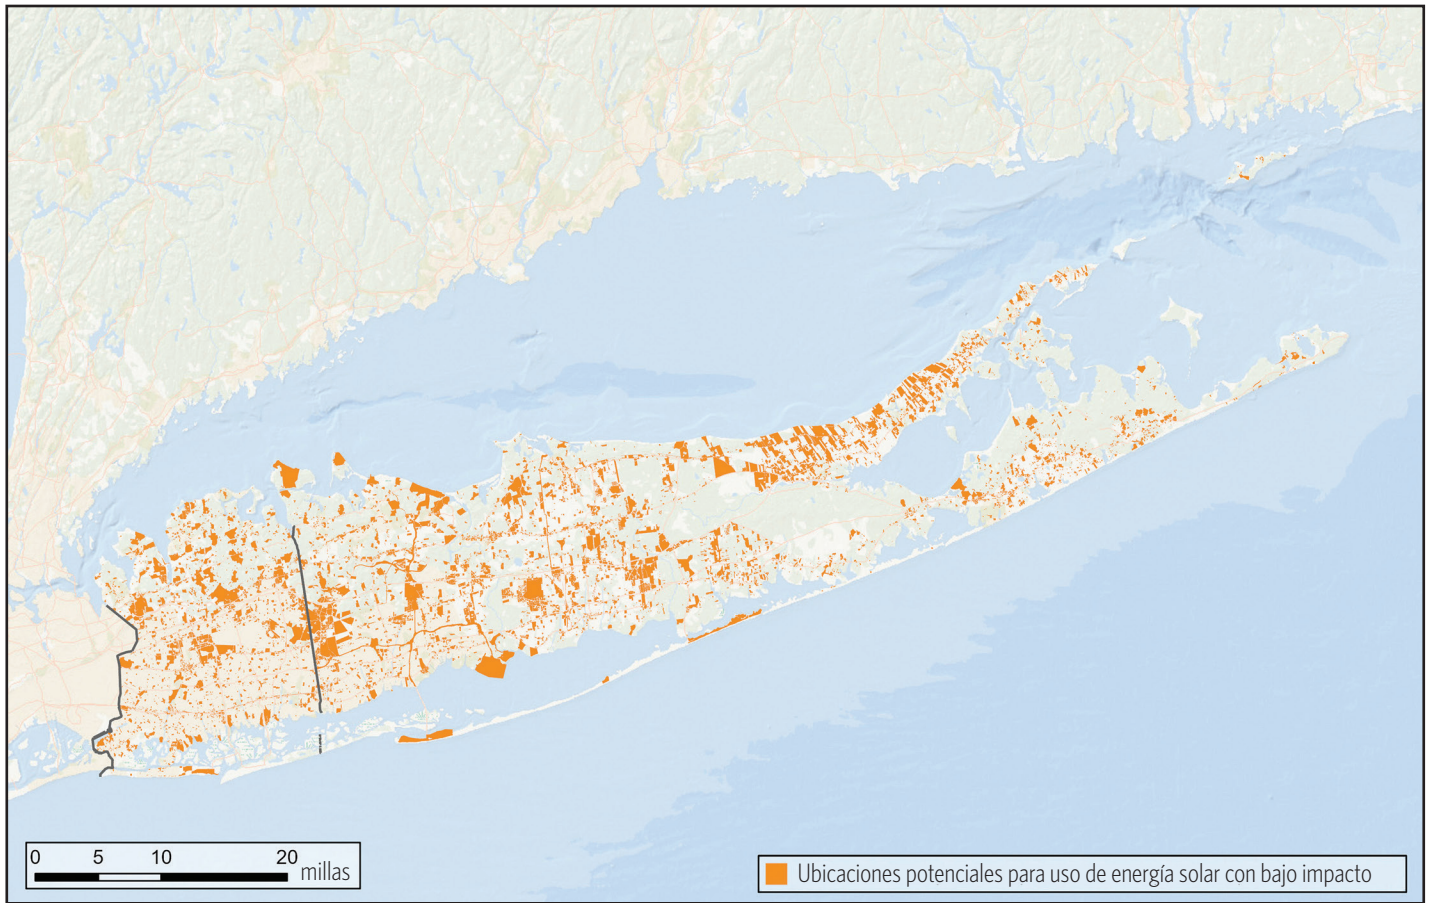 0 5 10 20 millas
Ubicaciones potenciales para uso de energía solar con bajo impacto